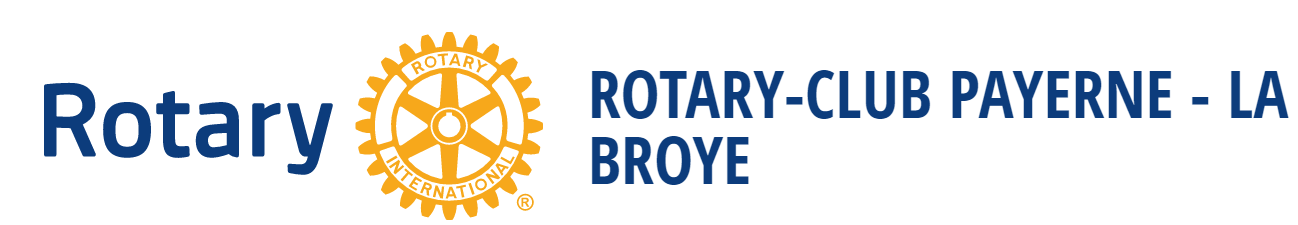 Rotary
ROTARY
INTERNATIONAL
®
ROTARY-CLUB PAYERNE - LA
BROYE